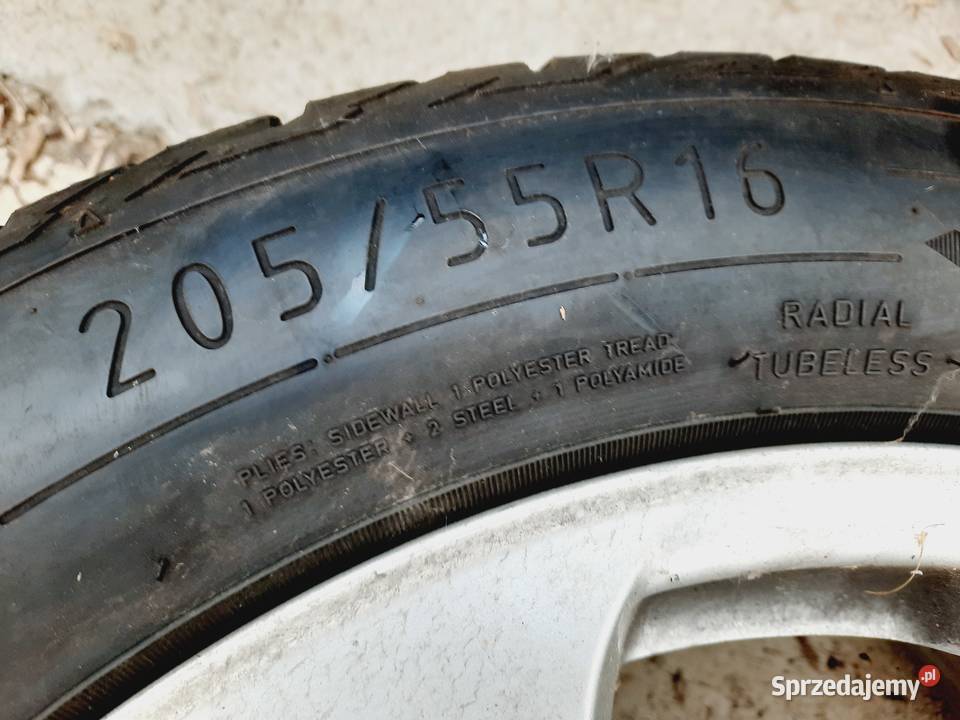 205/55R16
RADIAL
TUBELESS
PLIES: SIDEWALL 1 POLYESTER TREAD:
1 POLYESTER + 2 STEEL + 1 POLYAMIDE
Sprzedajemy.pl